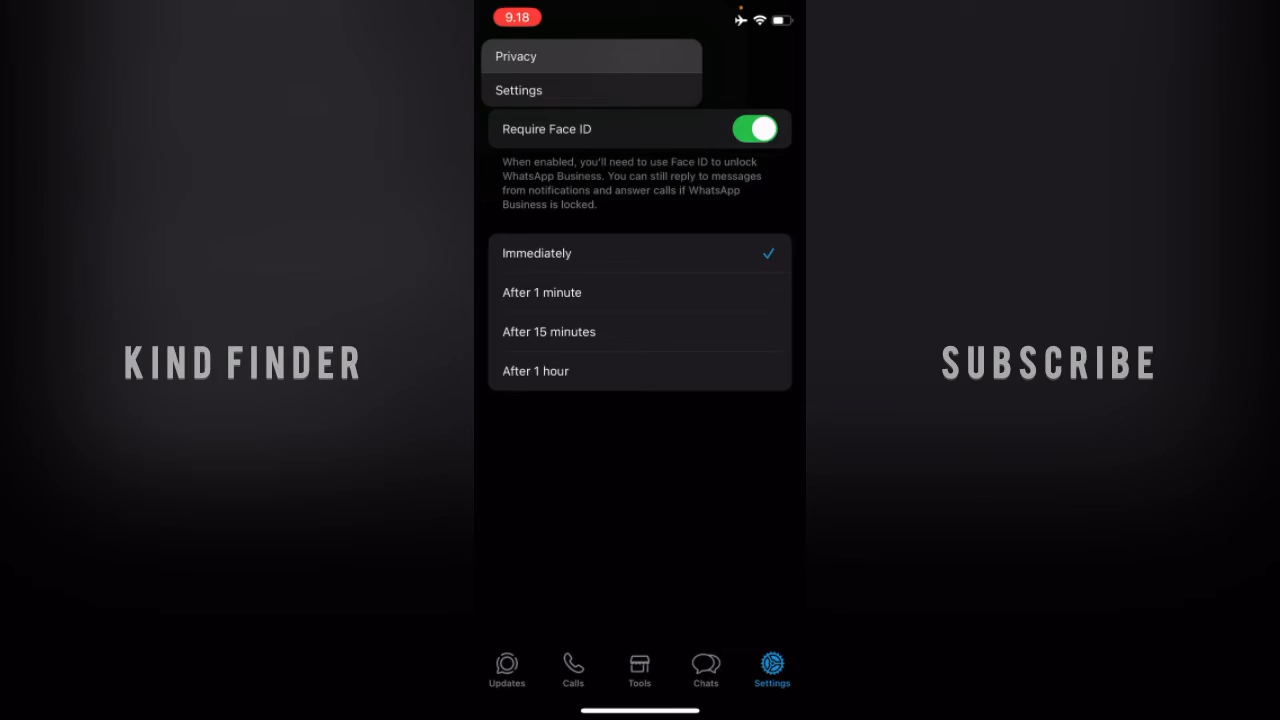 9.18
Privacy
Settings
Require Face ID
When enabled, you'll need to use Face ID to unlock
WhatsApp Business. You can still reply to messages
from notifications and answer calls if WhatsApp
Business is locked.
Immediately
After 1 minute
After 15 minutes
After 1 hour
KIND FINDER
SUBSCRIBE
Updates
Calls
Tools
Chats
Settings